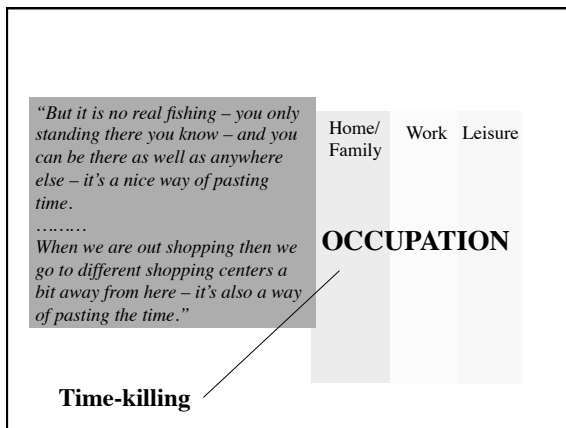 “But it is no real fishing – you only
standing there you know – and you
can be there as well as anywhere
else – it’s a nice way of pasting
time.
………
When we are out shopping then we
go to different shopping centers a
bit away from here – it’s also a way
of pasting the time.”
Home/
Family
Work
Leisure
OCCUPATION
Time-killing